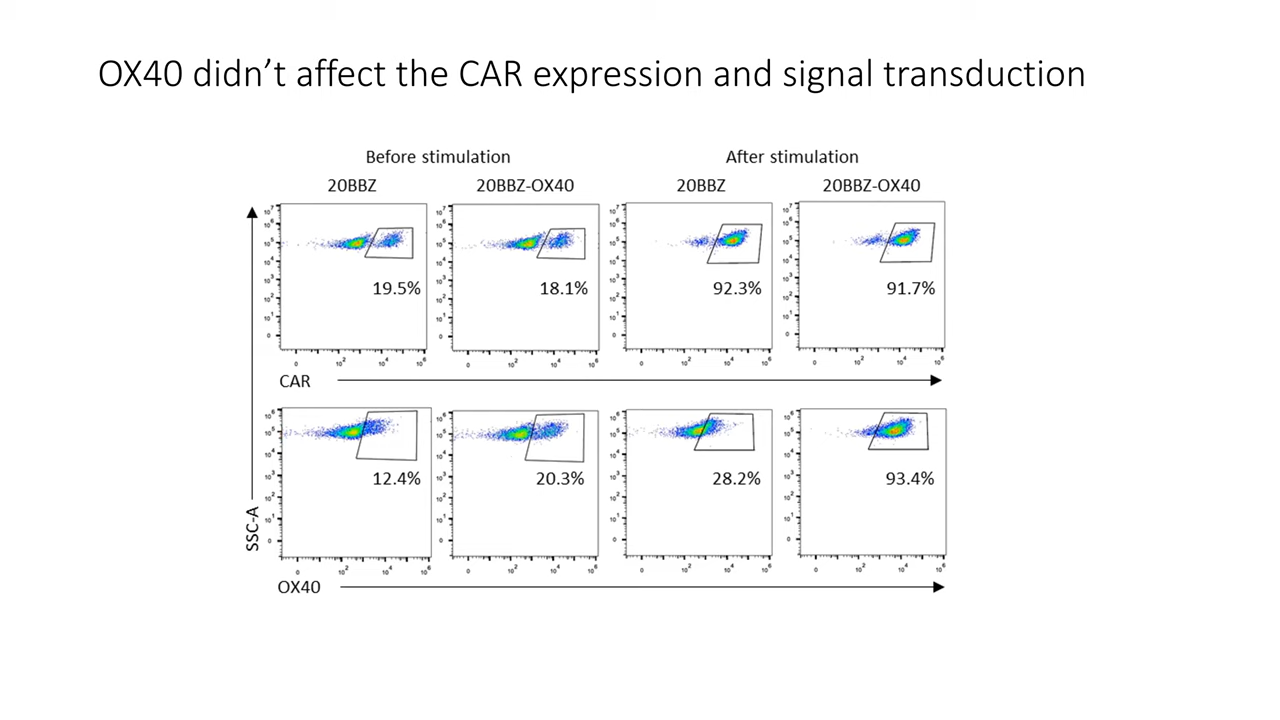 OX40 didn’t affect the CAR expression and signal transduction
Before stimulation
After stimulation
20BBZ
20BBZ-OX40
20BBZ
20BBZ-OX40
19.5%
18.1%
92.3%
91.7%
CAR
12.4%
20.3%
28.2%
93.4%
SSC-A
OX40